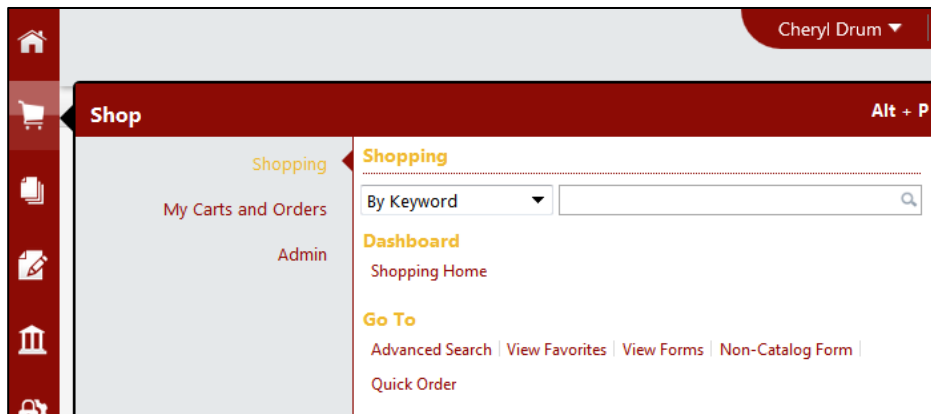 Cheryl Drum
Shop
Alt + P
Shopping
My Carts and Orders
Admin
Shopping
By Keyword
Dashboard
Shopping Home
Go To
Advanced Search | View Favorites | View Forms | Non-Catalog Form |
Quick Order